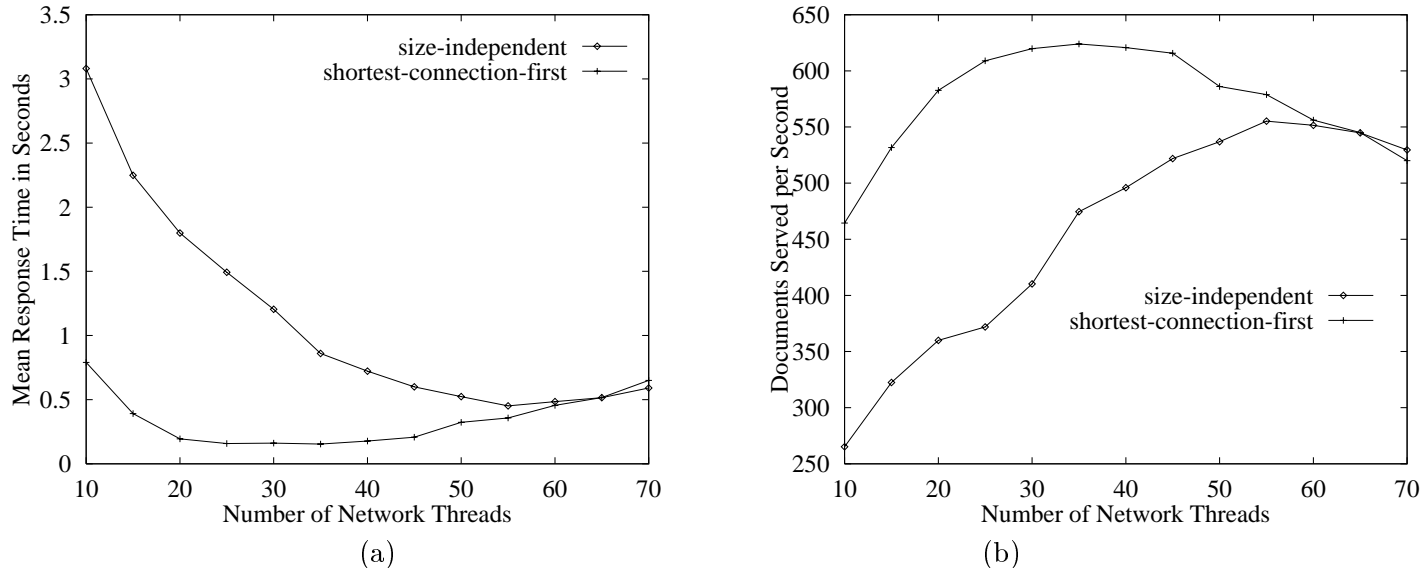 3.5
3
2.5
2
1.5
1
0.5
0
Mean Response Time in Seconds
size-independent
shortest-connection-first
10 20 30 40 50 60 70
Number of Network Threads
(a)
650
600
550
500
450
400
350
300
250
Documents Served per Second
size-independent
shortest-connection-first
10 20 30 40 50 60 70
Number of Network Threads
(b)